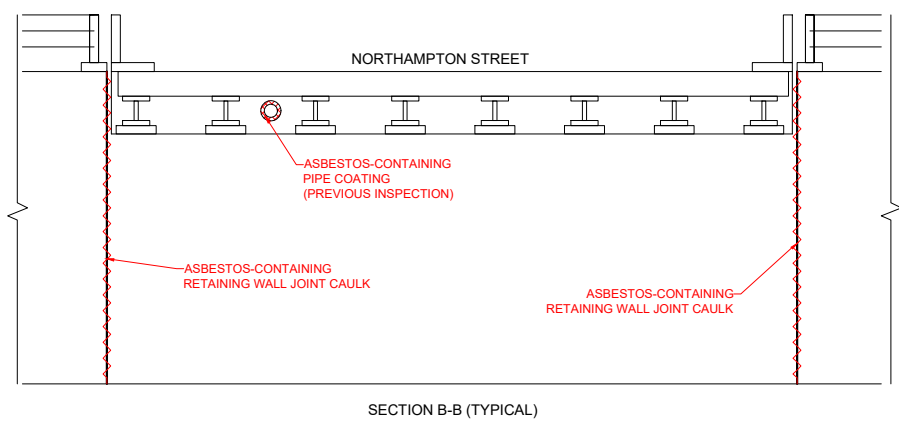 NORTHAMPTON STREET
ASBESTOS-CONTAINING
PIPE COATING
(PREVIOUS INSPECTION)
ASBESTOS-CONTAINING
RETAINING WALL JOINT CAULK
ASBESTOS-CONTAINING
RETAINING WALL JOINT CAULK
SECTION B-B (TYPICAL)